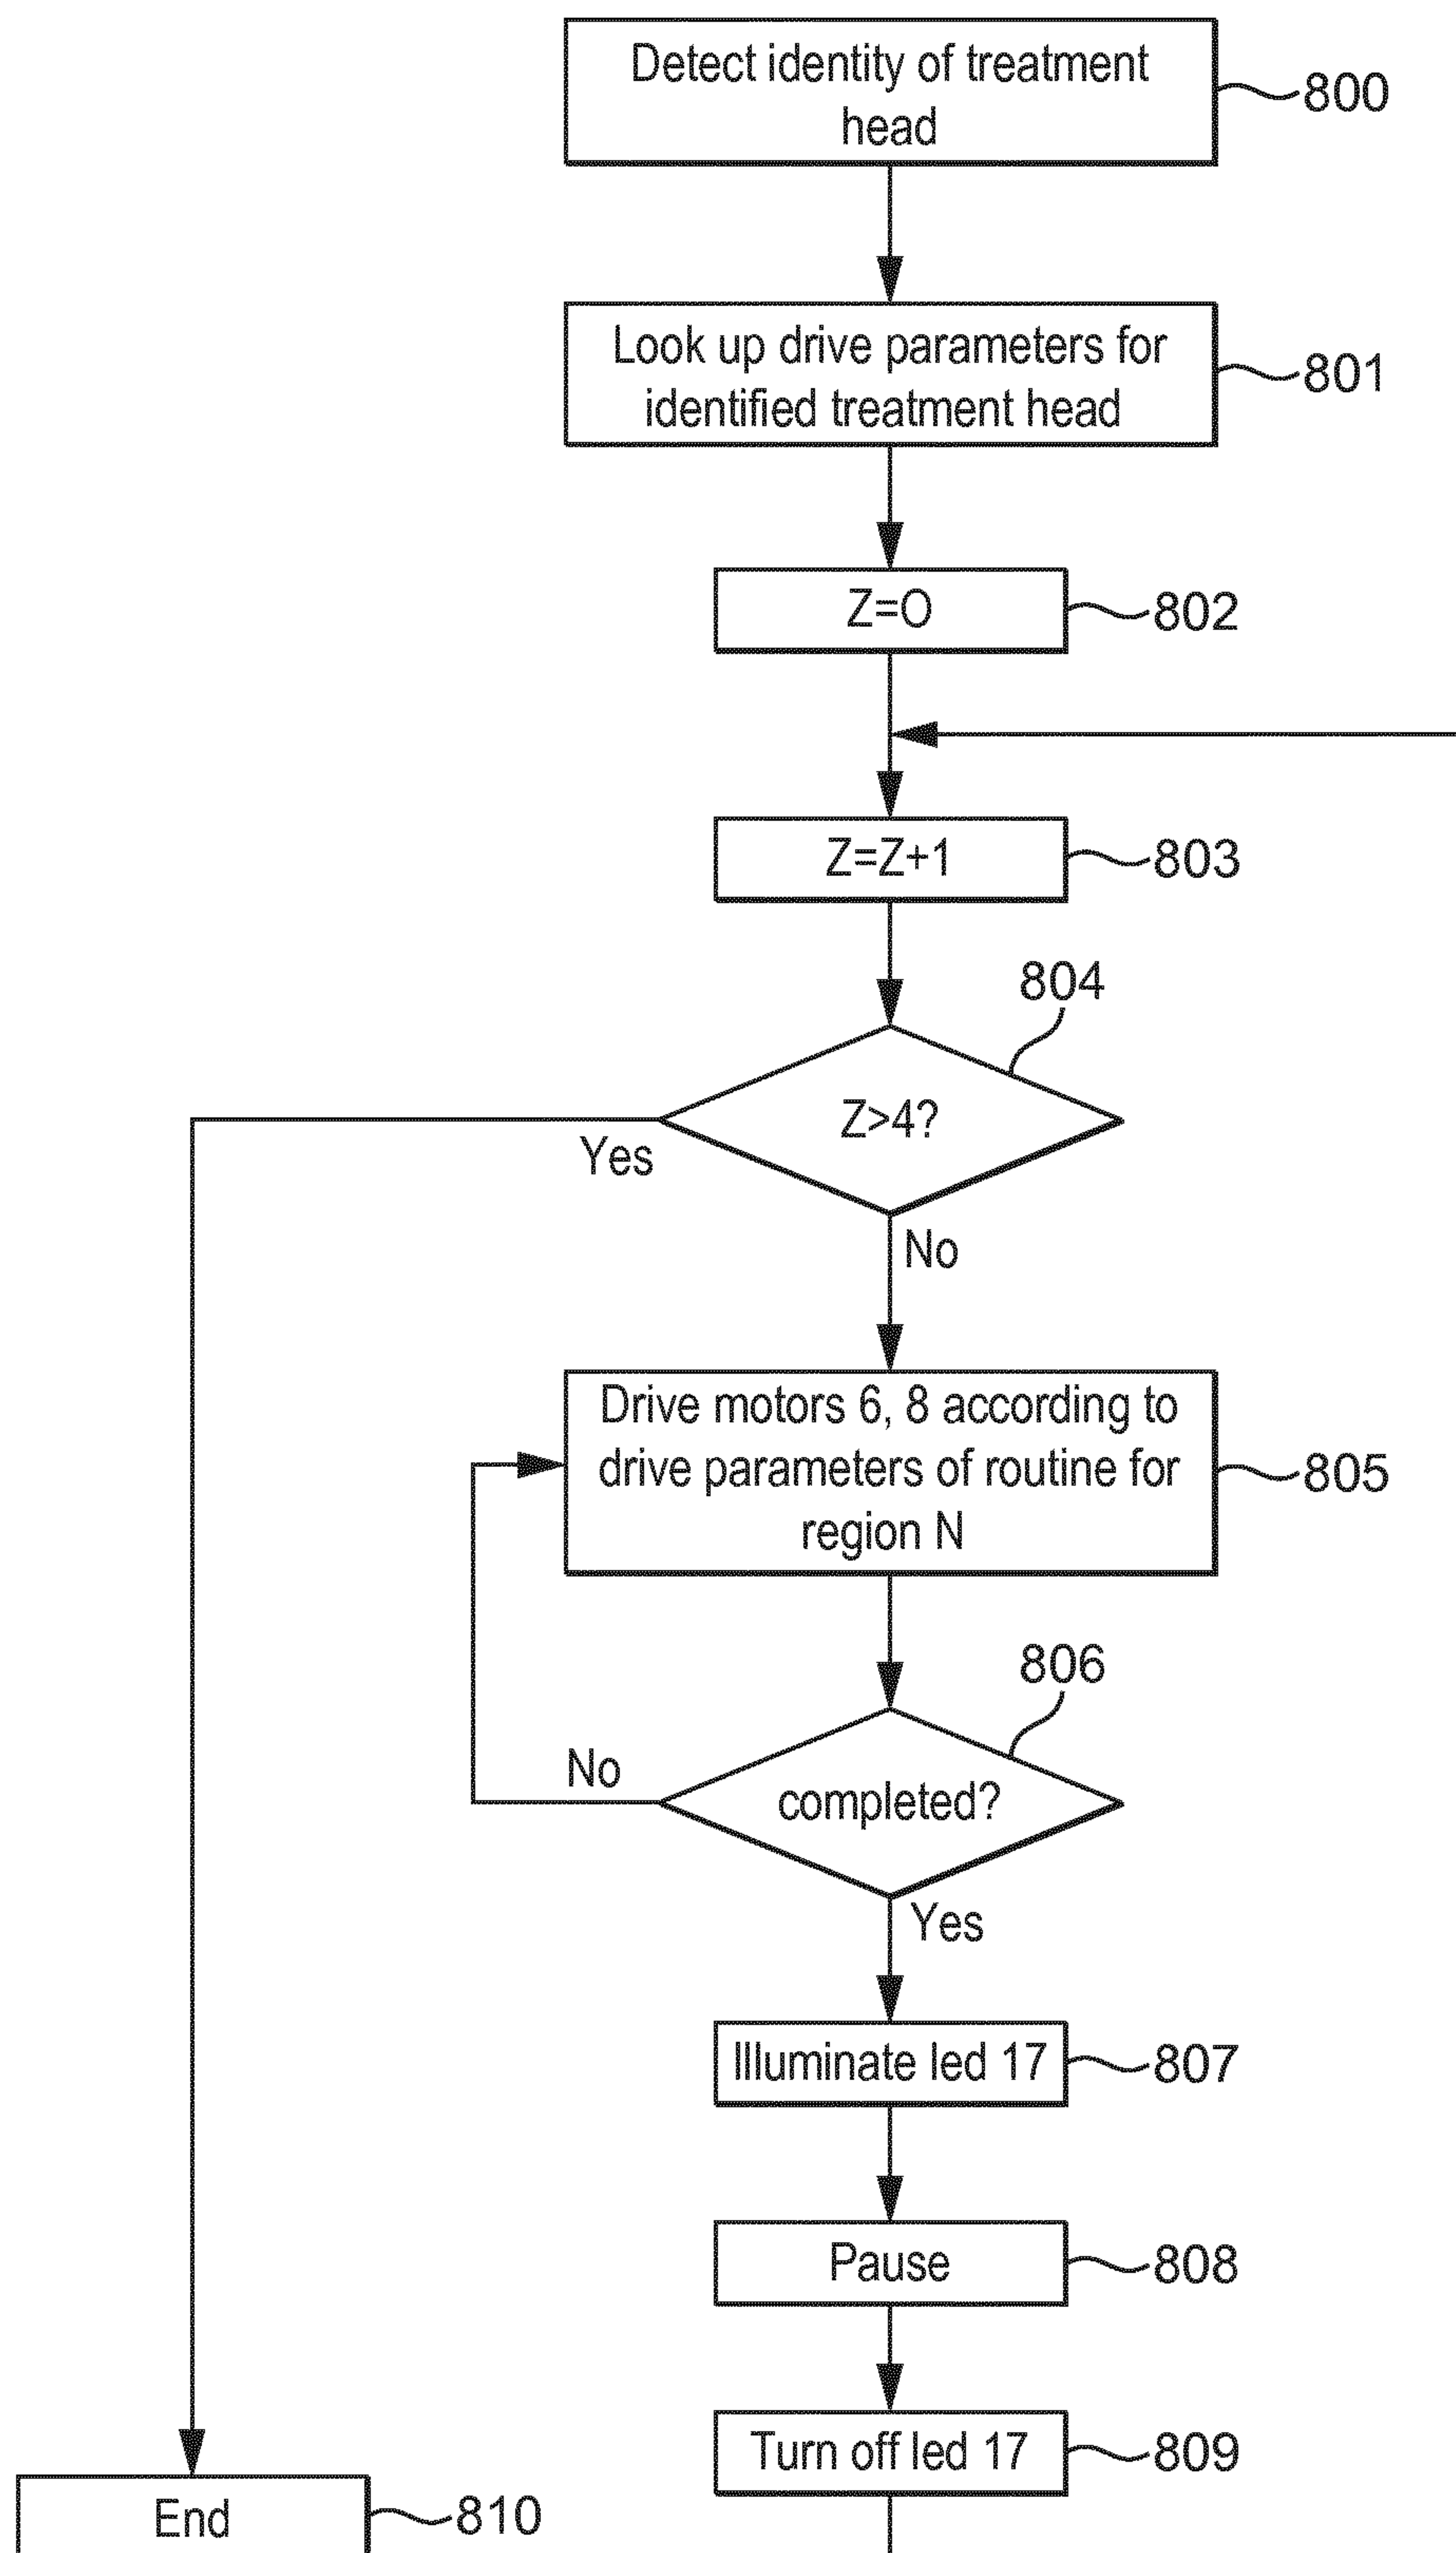 Detect identity of treatment
head
800
Look up drive parameters for
identified treatment head
801
Z=O
802
Z=Z+1
803
804
Z>4?
Yes
No
Drive motors 6, 8 according to
drive parameters of routine for
region N
805
806
completed?
No
Yes
Illuminate led 17
807
Pause
808
Turn off led 17
809
End
810